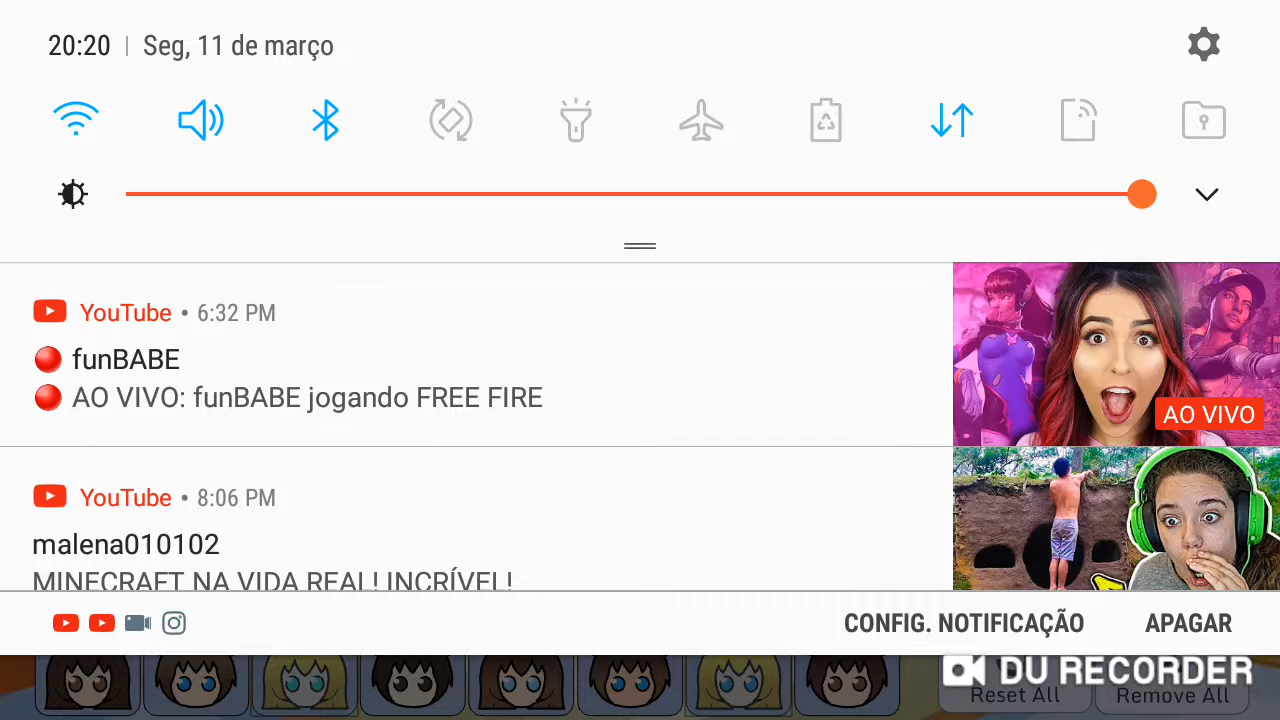 20:20 | Seg, 11 de março
YouTube • 6:32 PM
funBABE
AO VIVO: funBABE jogando FREE FIRE
AO VIVO
YouTube • 8:06 PM
malena010102
MINECRAFT NA VIDA REAL! INCRÍVEL!
CONFIG. NOTIFICAÇÃO
APAGAR
DU RECORDER
Reset All
Remove All